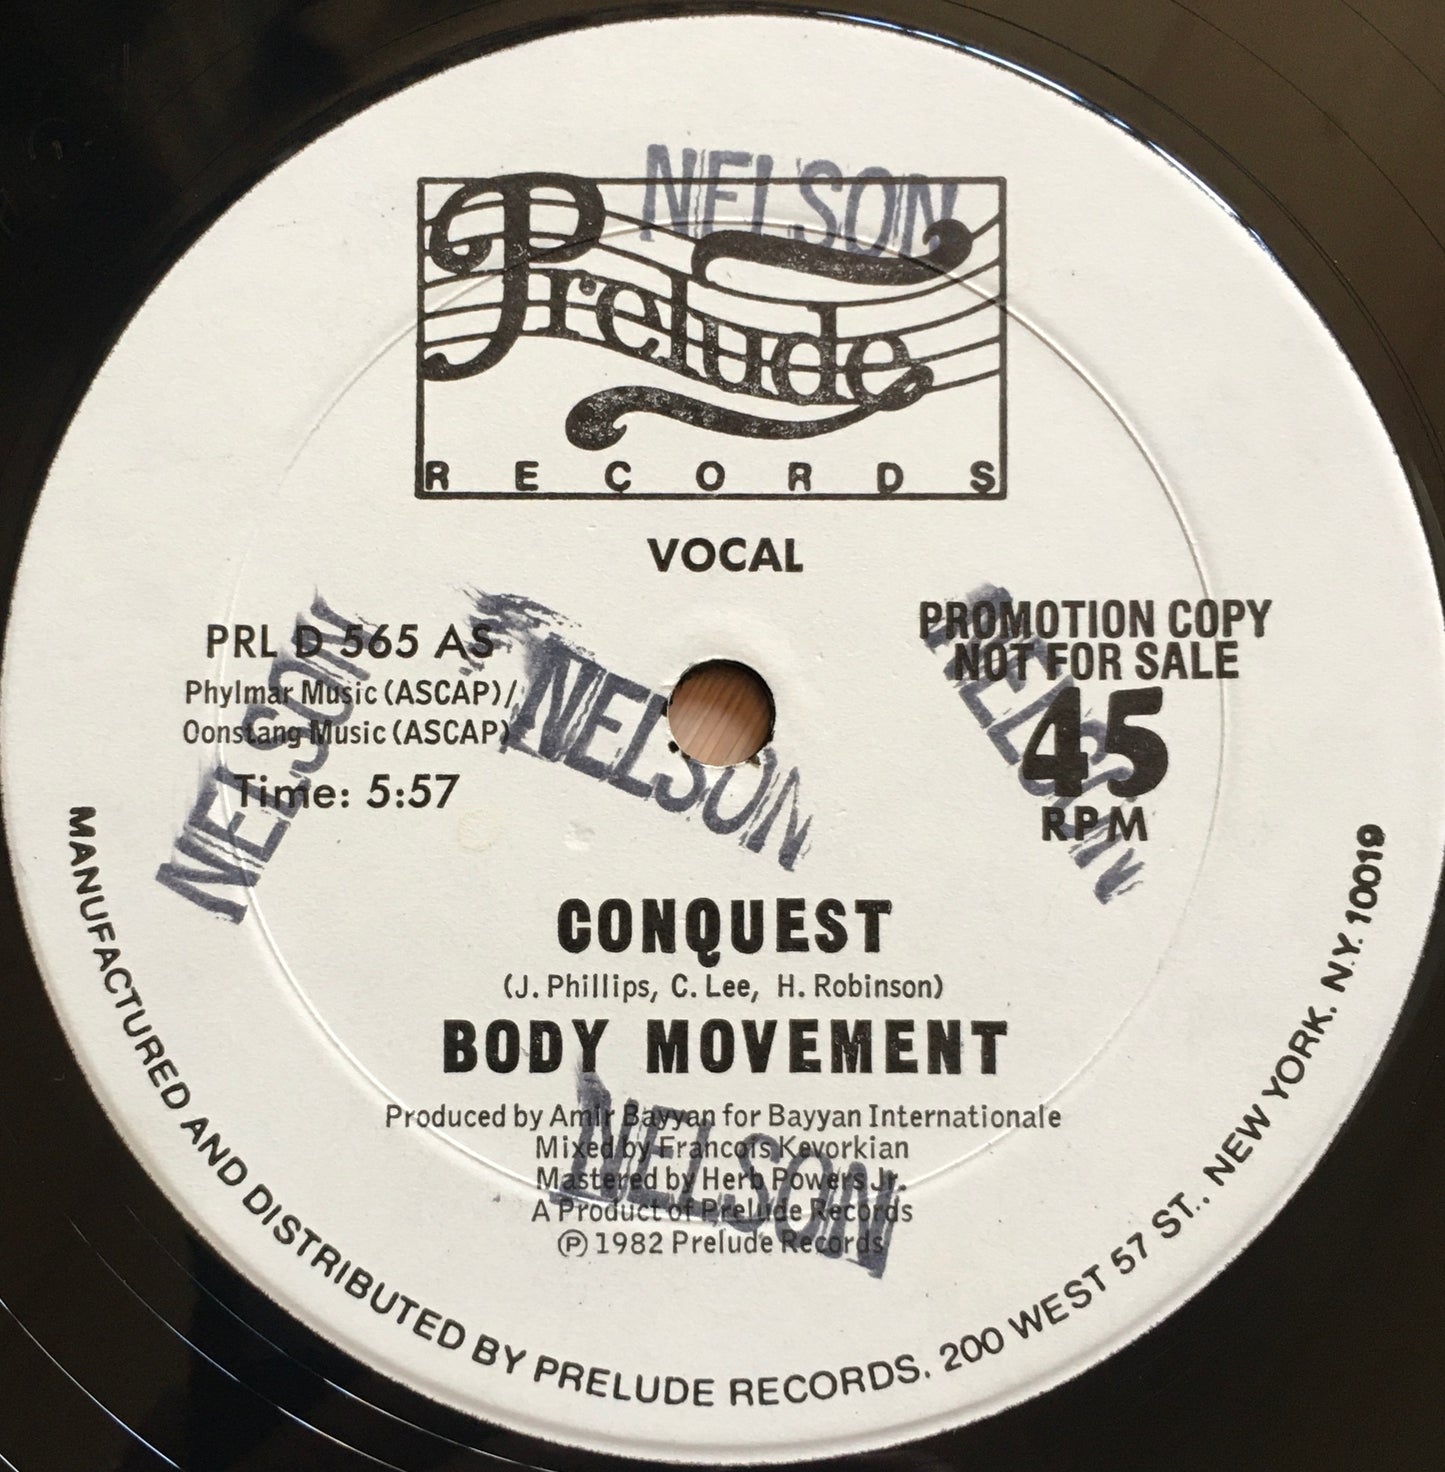 NELSON
Prelude
RECORDS
VOCAL
PRL D 565 AS
Phylmar Music (ASCAP)/
Oonstang Music (ASCAP)
Time: 5:57
NELSON
NELSON
PROMOTION COPY
NOT FOR SALE
45
RPM
NELSON
CONQUEST
(J. Phillips, C. Lee, H. Robinson)
BODY MOVEMENT
Produced by Amir Bayyan for Bayyan Internationale
Mixed by Francois Kevorkian
Mastered by Herb Powers Jr.
A Product of Prelude Records
℗ 1982 Prelude Records
NELSON
MANUFACTURED AND DISTRIBUTED BY PRELUDE RECORDS, 200 WEST 57 ST., NEW YORK, N.Y. 10019